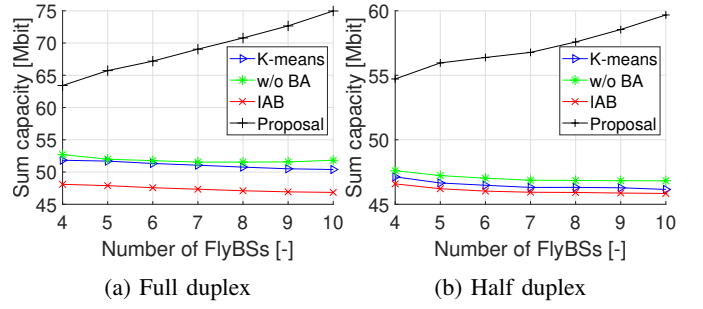 Sum capacity [Mbit]
75
70
65
60
55
50
45
4 5 6 7 8 9 10
Number of FlyBSs [-]
K-means
w/o BA
IAB
Proposal
(a) Full duplex
Sum capacity [Mbit]
60
55
50
45
4 5 6 7 8 9 10
Number of FlyBSs [-]
K-means
w/o BA
IAB
Proposal
(b) Half duplex